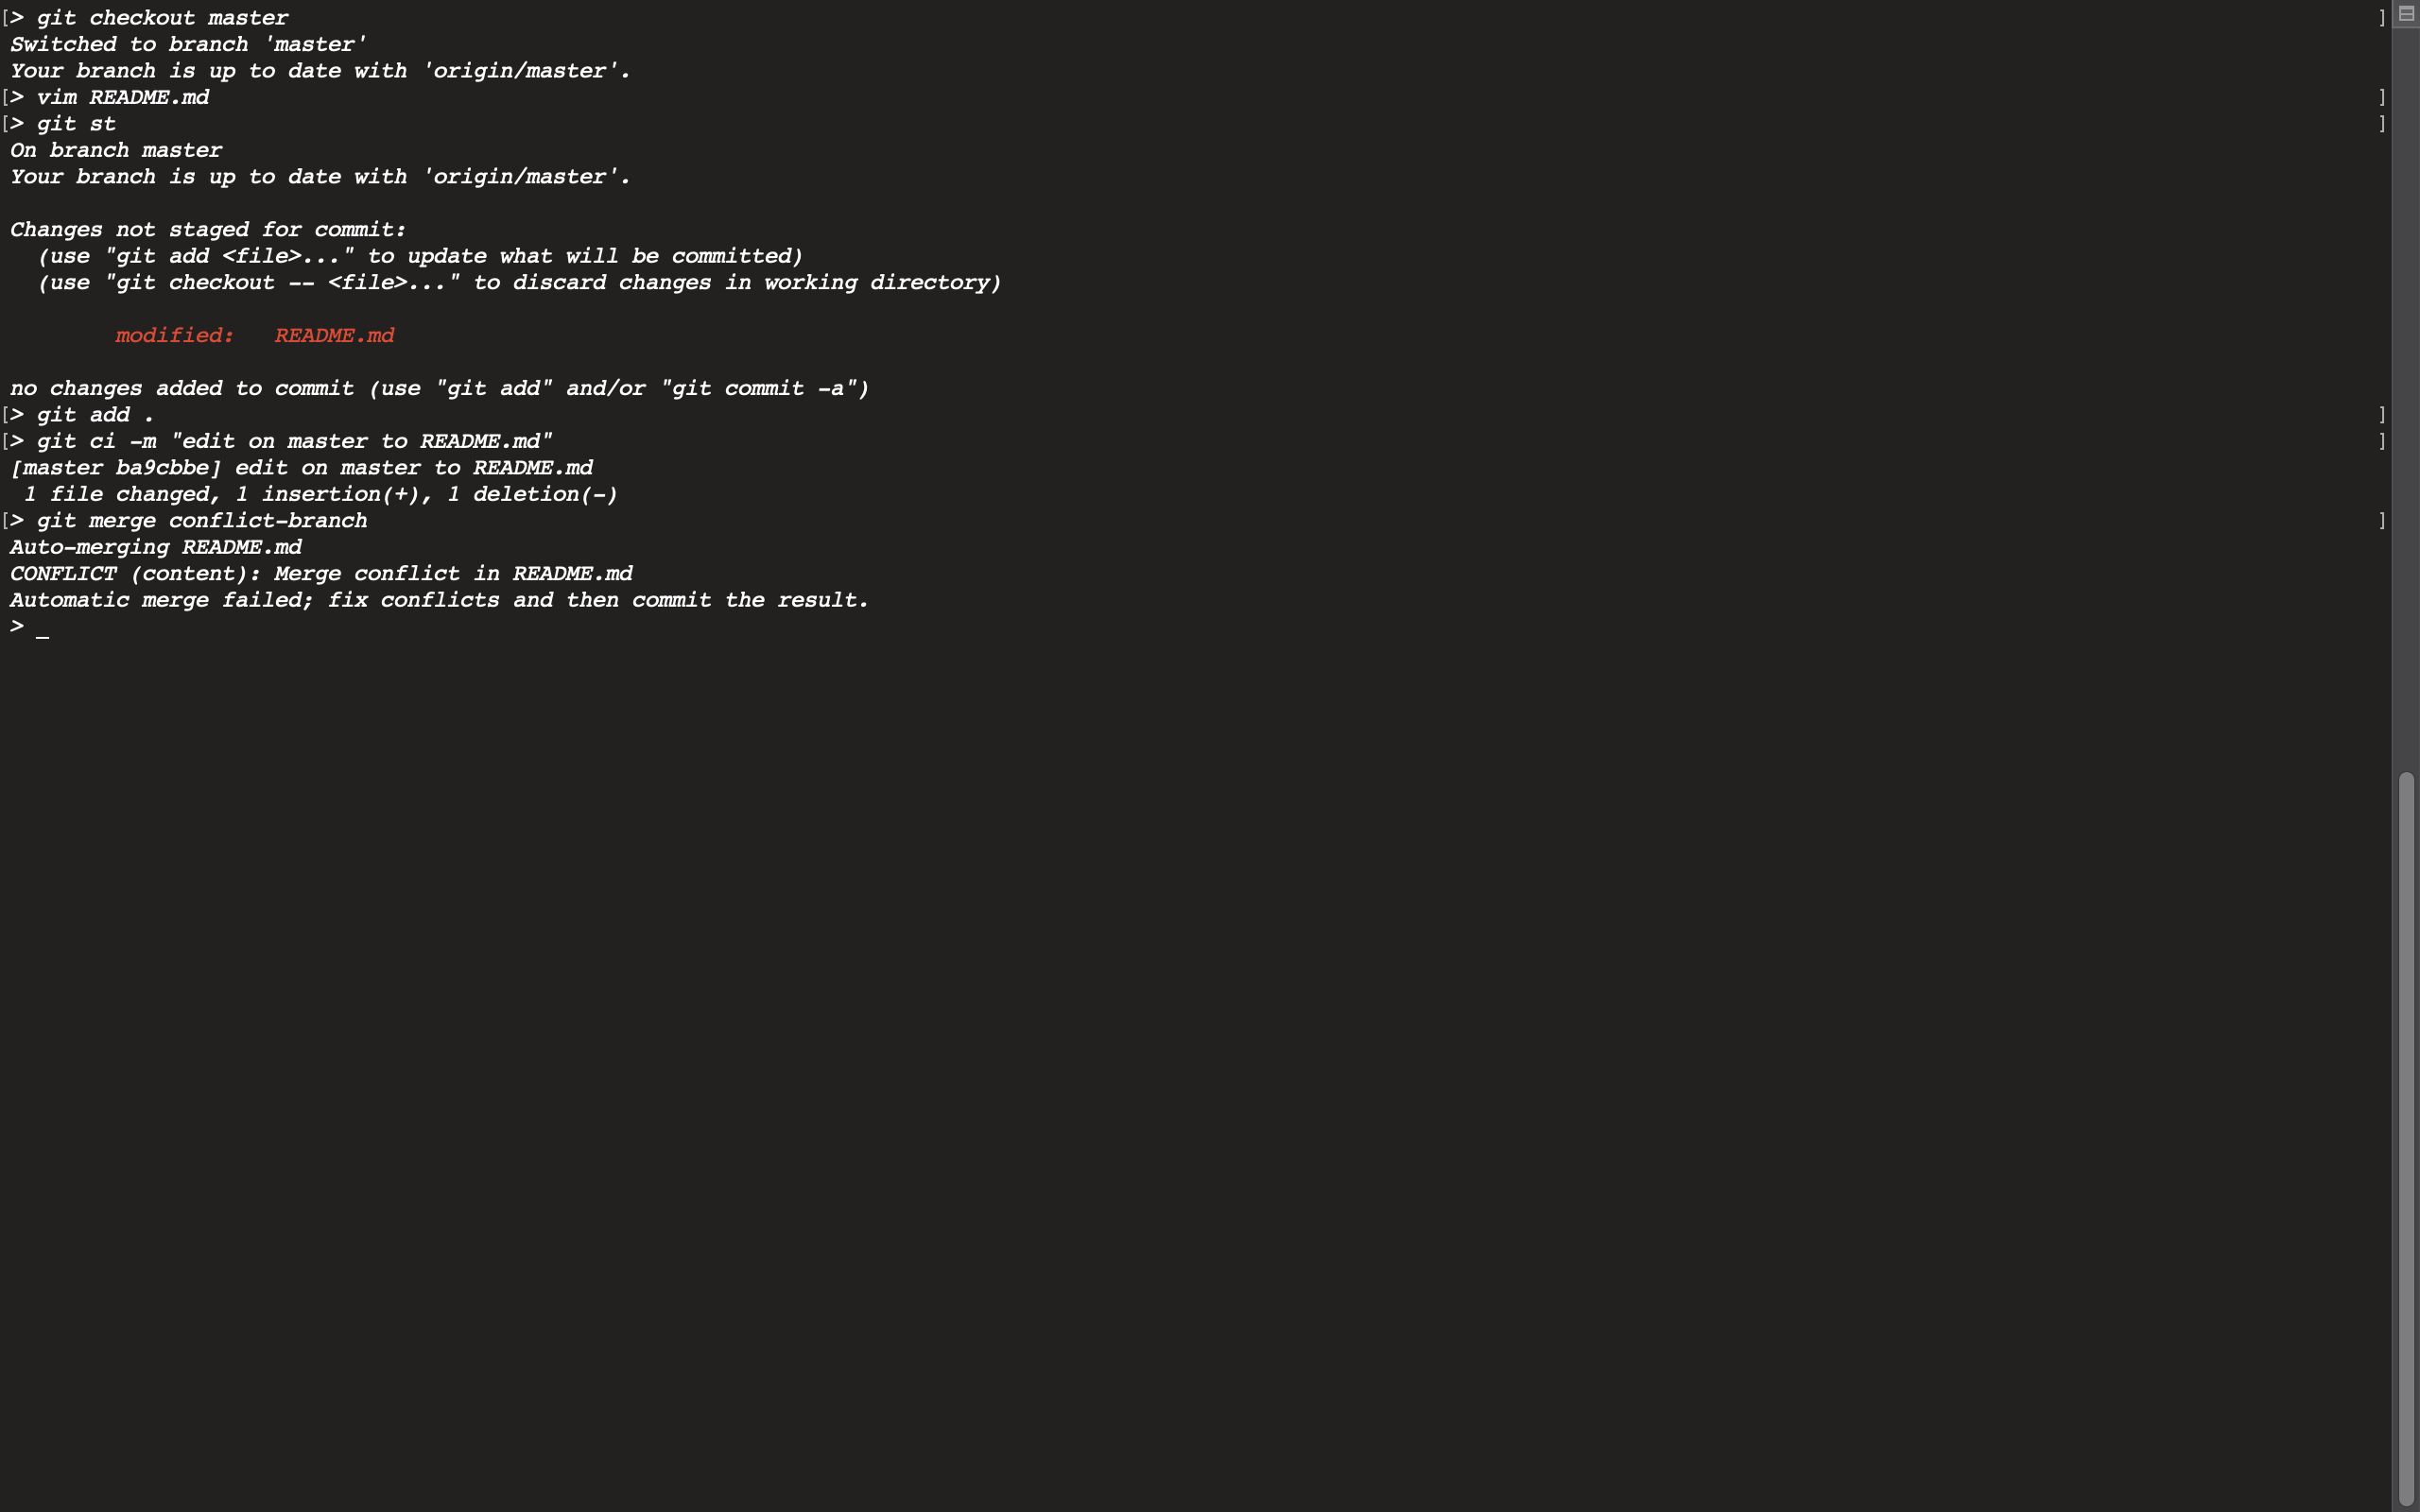 [> git checkout master ]
Switched to branch 'master'
Your branch is up to date with 'origin/master'.
[> vim README.md ]
[> git st ]
On branch master
Your branch is up to date with 'origin/master'.
Changes not staged for commit:
(use "git add <file>..." to update what will be committed)
(use "git checkout -- <file>..." to discard changes in working directory)
modified: README.md
no changes added to commit (use "git add" and/or "git commit -a")
[> git add . ]
[> git ci -m "edit on master to README.md" ]
[master ba9cbbe] edit on master to README.md
1 file changed, 1 insertion(+), 1 deletion(-)
[> git merge conflict-branch ]
Auto-merging README.md
CONFLICT (content): Merge conflict in README.md
Automatic merge failed; fix conflicts and then commit the result.
> _